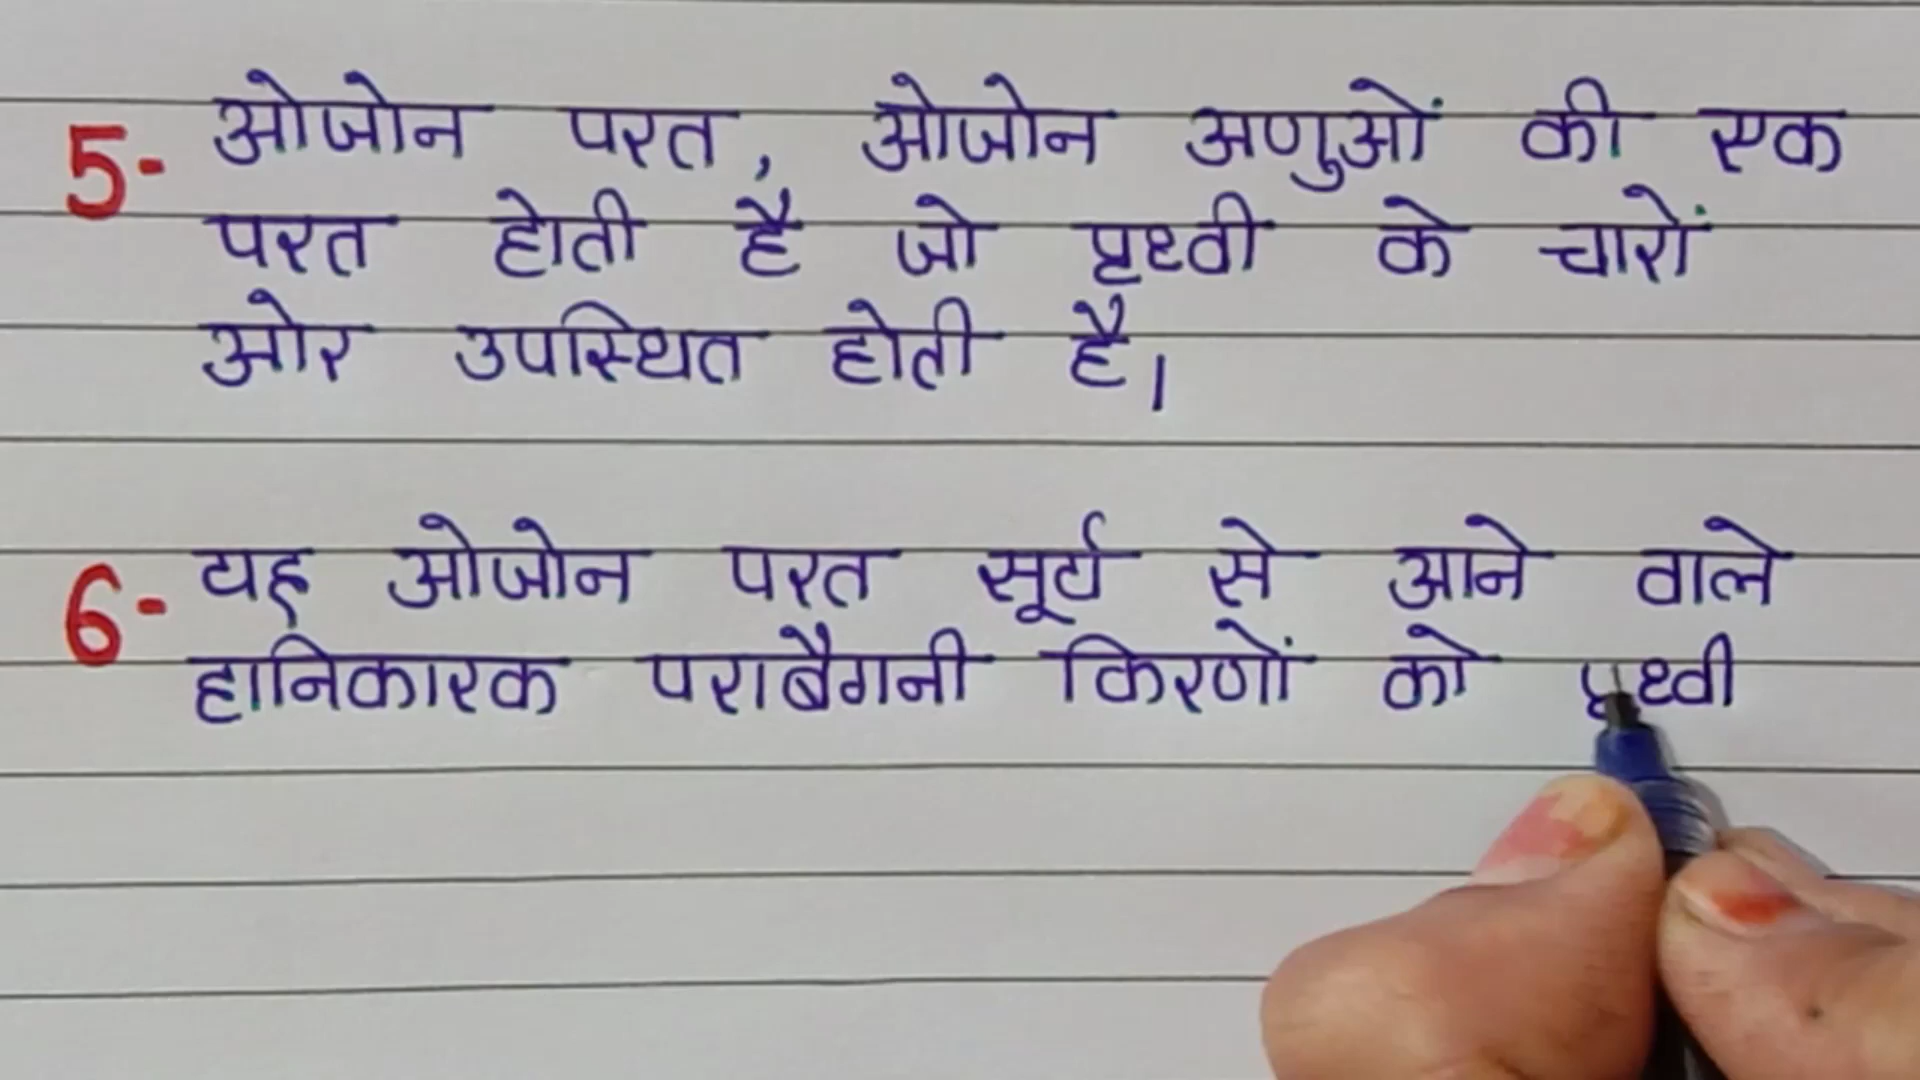 5- ओजोन परत, ओजोन अणुओं की एक
परत होती है जो पृथ्वी के चारों
ओर उपस्थित होती है।
6- यह ओजोन परत सूर्य से आने वाले
हानिकारक पराबैगनी किरणों को पृथ्वी